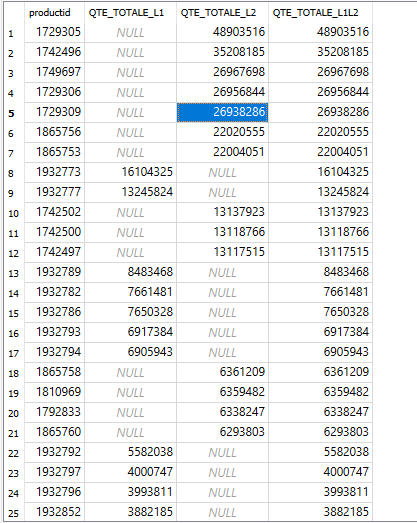 productid QTE_TOTALE_L1 QTE_TOTALE_L2 QTE_TOTALE_L1L2
1 1729305 NULL 48903516 48903516
2 1742496 NULL 35208185 35208185
3 1749697 NULL 26967698 26967698
4 1729306 NULL 26956844 26956844
5 1729309 NULL 26938286 26938286
6 1865756 NULL 22020555 22020555
7 1865753 NULL 22004051 22004051
8 1932773 16104325 NULL 16104325
9 1932777 13245824 NULL 13245824
10 1742502 NULL 13137923 13137923
11 1742500 NULL 13118766 13118766
12 1742497 NULL 13117515 13117515
13 1932789 8483468 NULL 8483468
14 1932782 7661481 NULL 7661481
15 1932786 7650328 NULL 7650328
16 1932793 6917384 NULL 6917384
17 1932794 6905943 NULL 6905943
18 1865758 NULL 6361209 6361209
19 1810969 NULL 6359482 6359482
20 1792833 NULL 6338247 6338247
21 1865760 NULL 6293803 6293803
22 1932792 5582038 NULL 5582038
23 1932797 4000747 NULL 4000747
24 1932796 3993811 NULL 3993811
25 1932852 3882185 NULL 3882185